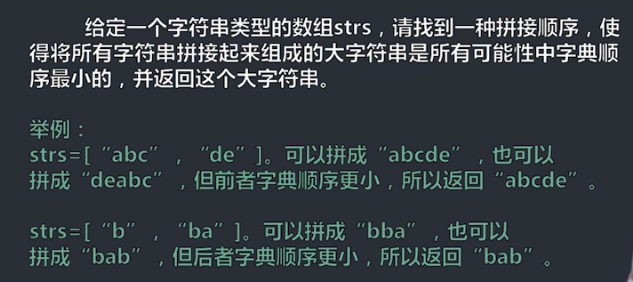 给定一个字符串类型的数组strs，请找到一种拼接顺序，使
得将所有字符串拼接起来组成的大字符串是所有可能性中字典顺
序最小的，并返回这个大字符串。
举例：
strs=[“abc”，“de”]。可以拼成“abcde”，也可以
拼成“deabc”，但前者字典顺序更小，所以返回“abcde”。
strs=[“b”，“ba”]。可以拼成“bba”，也可以
拼成“bab”，但后者字典顺序更小，所以返回“bab”。